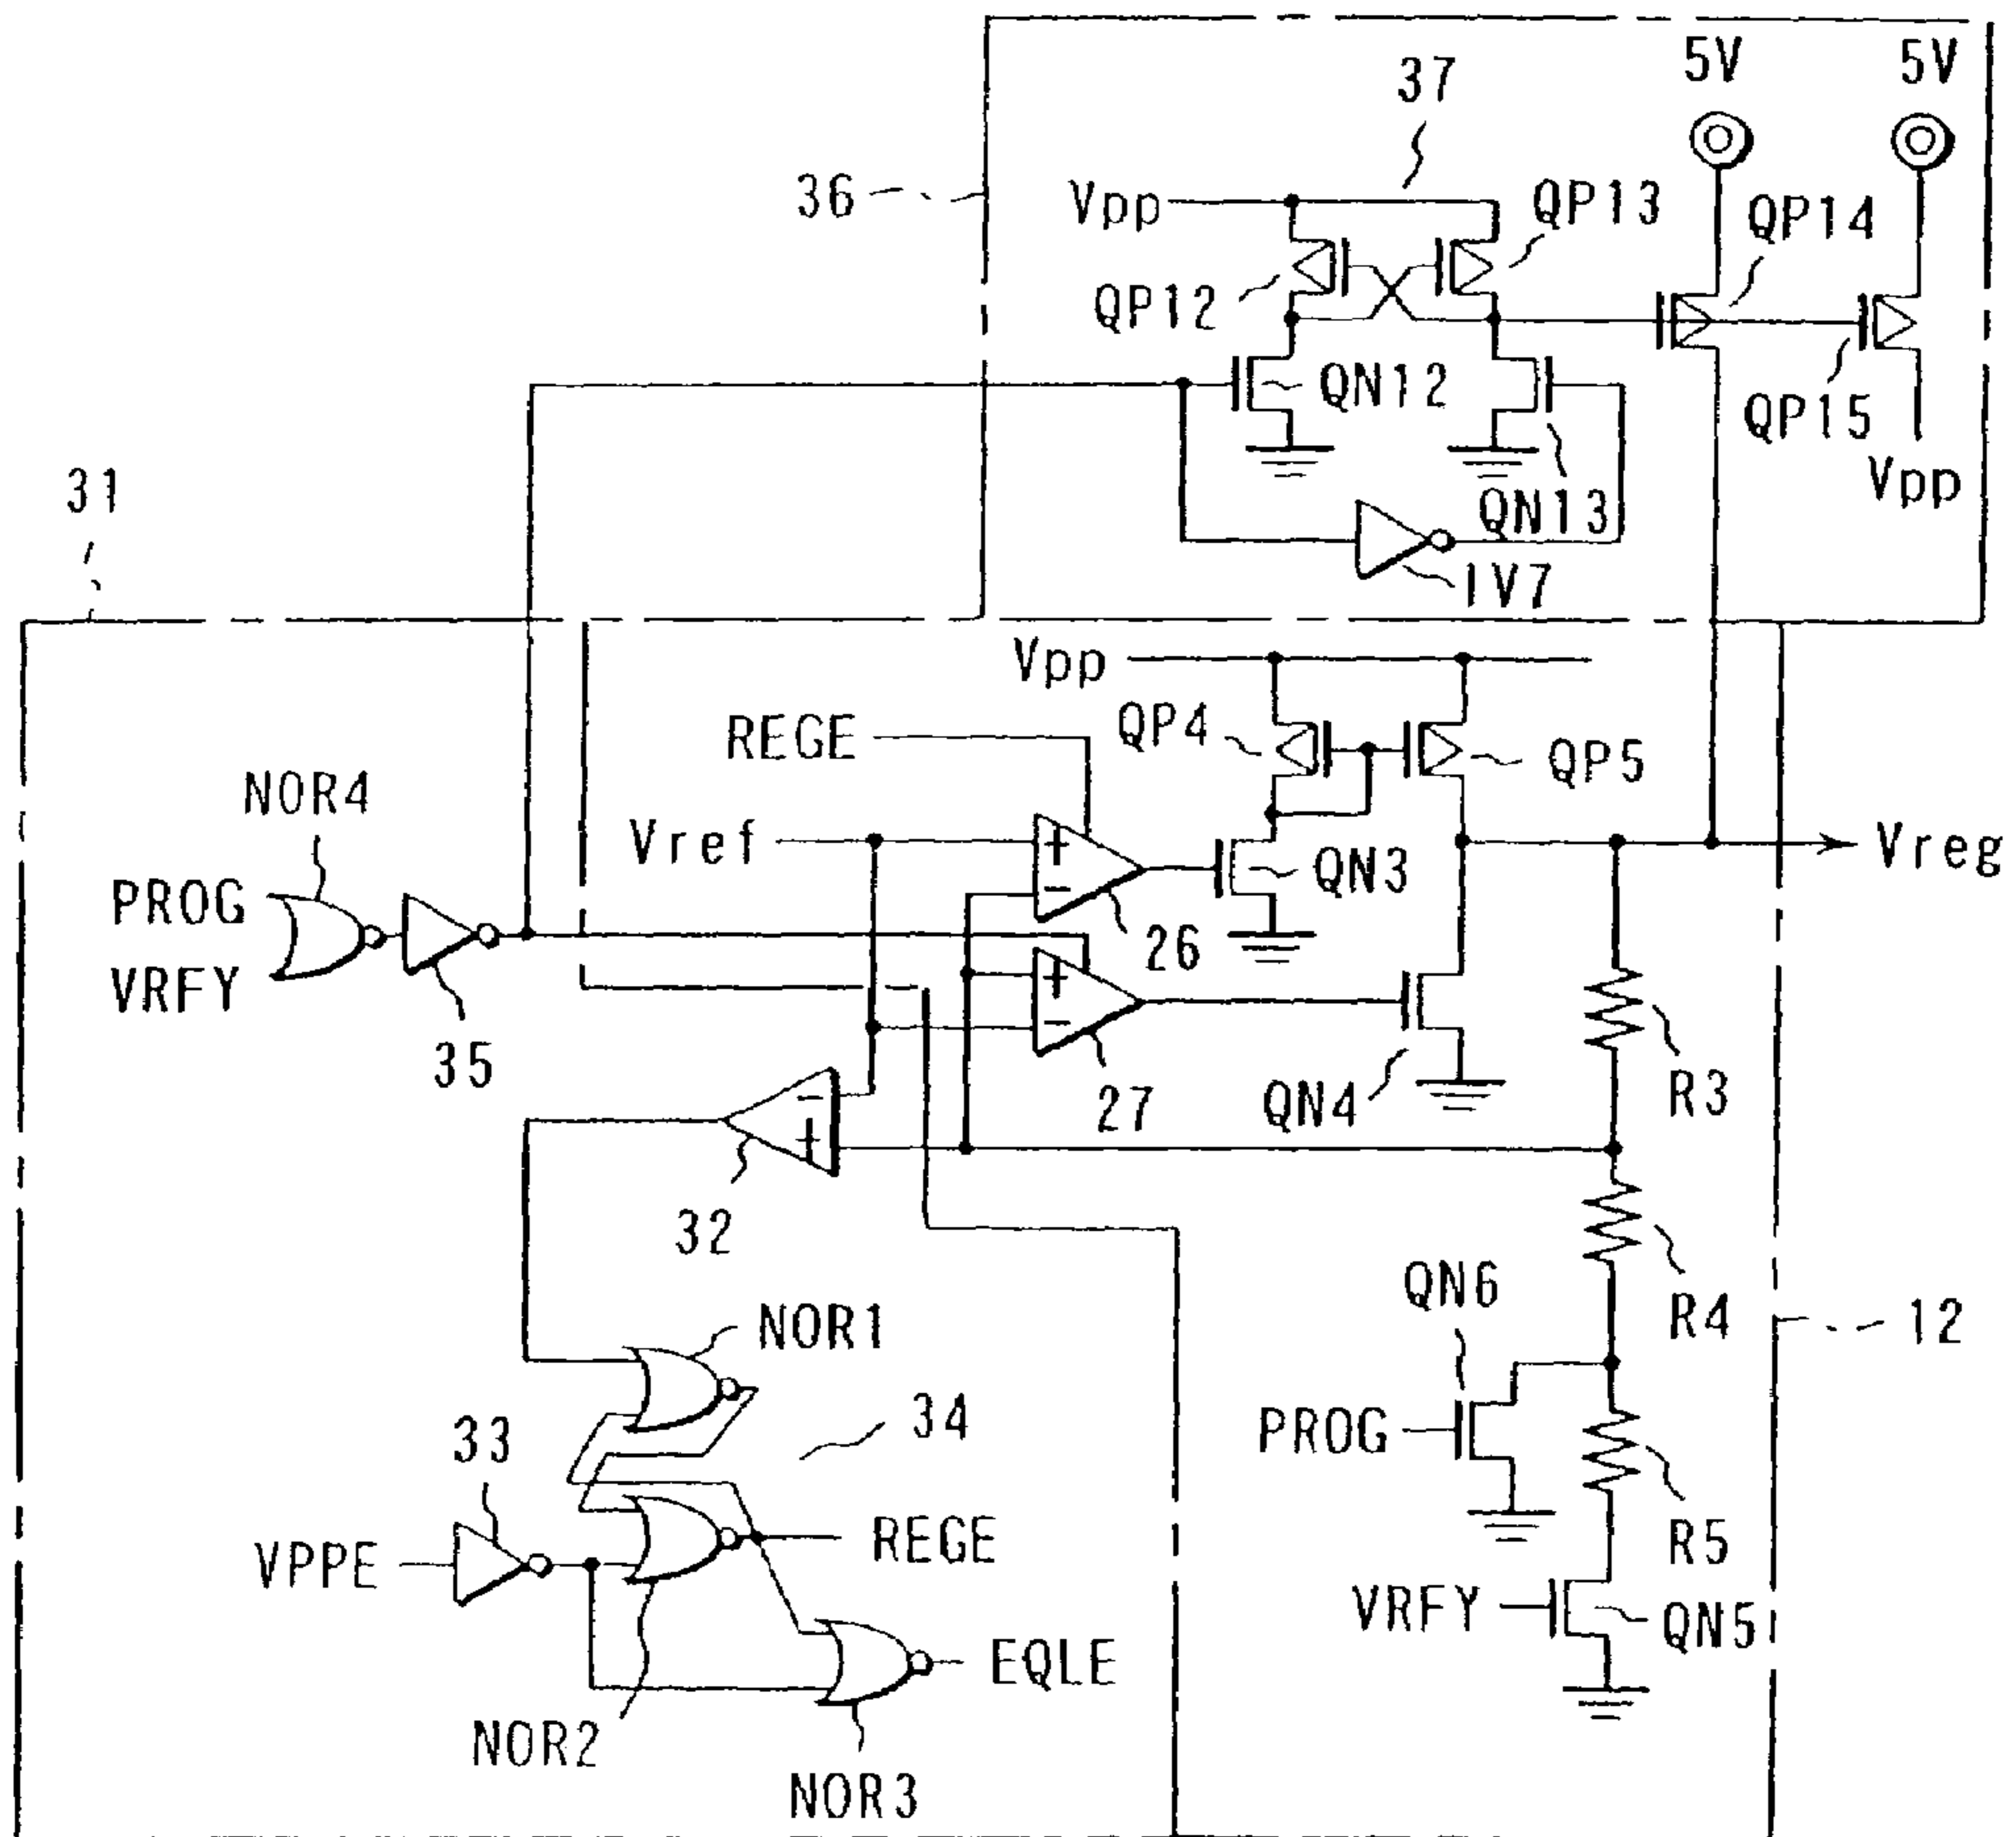 5V
5V
37
36
Vpp
QP13
QP14
QP12
QN12
QP15
Vpp
QN13
1V7
31
Vpp
REGE
QP4
QP5
NOR4
Vref
Vreg
QN3
PROG
26
VRFY
35
27
QN4
R3
32
QN6
R4
12
NOR1
34
33
PROG
VPPE
REGE
R5
VRFY
QN5
EQLE
NOR2
NOR3